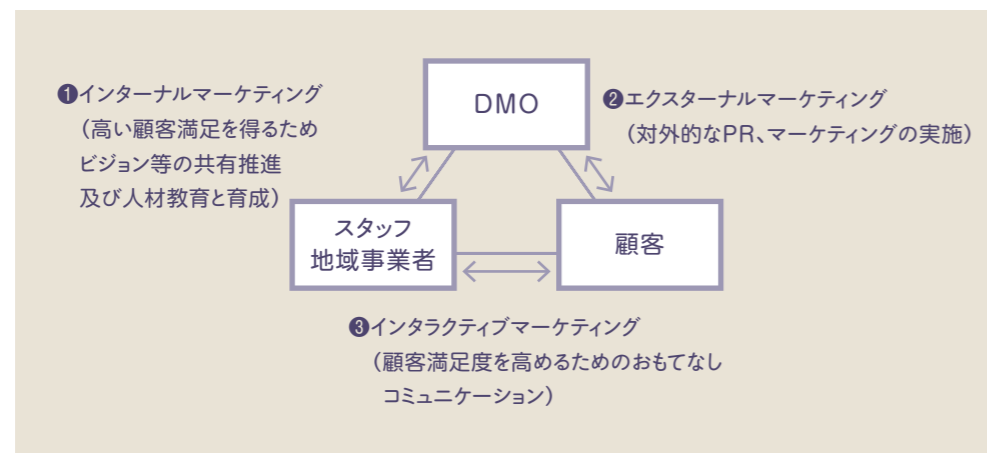 ❶インターナルマーケティング
（高い顧客満足を得るため
ビジョン等の共有推進
及び人材教育と育成）
DMO
❷エクスターナルマーケティング
（対外的なPR、マーケティングの実施）
スタッフ
地域事業者
顧客
❸インタラクティブマーケティング
（顧客満足度を高めるためのおもてなし
コミュニケーション）